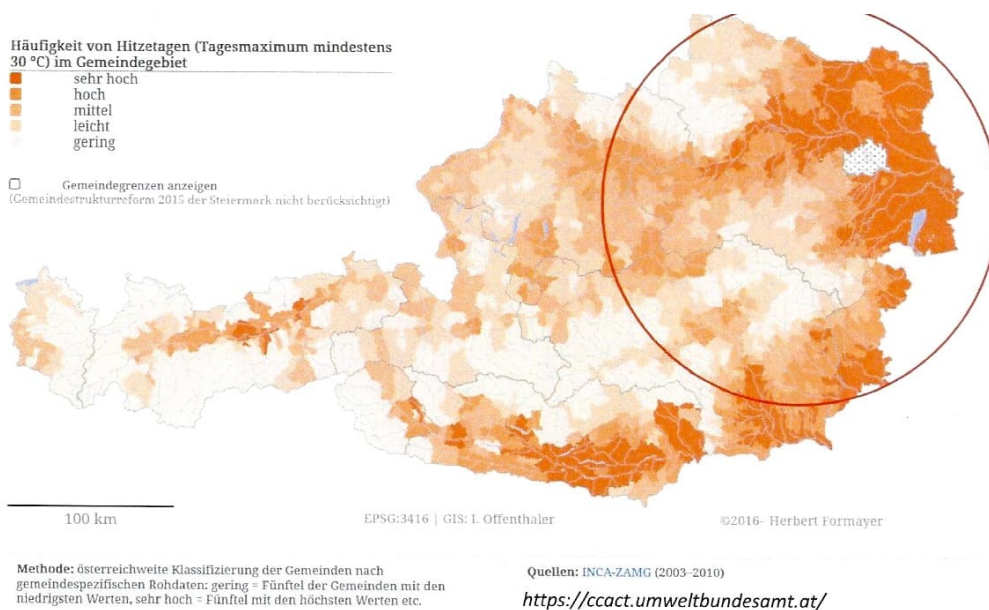 Häufigkeit von Hitzetagen (Tagesmaximum mindestens
30 °C) im Gemeindegebiet
sehr hoch
hoch
mittel
leicht
gering
Gemeindegrenzen anzeigen
(Gemeindestrukturreform 2015 der Steiermark nicht berücksichtigt)
100 km
EPSG:3416 | GIS: I. Offenthaler
©2016- Herbert Formayer
Methode: österreichweite Klassifizierung der Gemeinden nach
gemeindespezifischen Rohdaten: gering = Fünftel der Gemeinden mit den
niedrigsten Werten, sehr hoch = Fünftel mit den höchsten Werten etc.
Quellen: INCA-ZAMG (2003–2010)
https://ccact.umweltbundesamt.at/